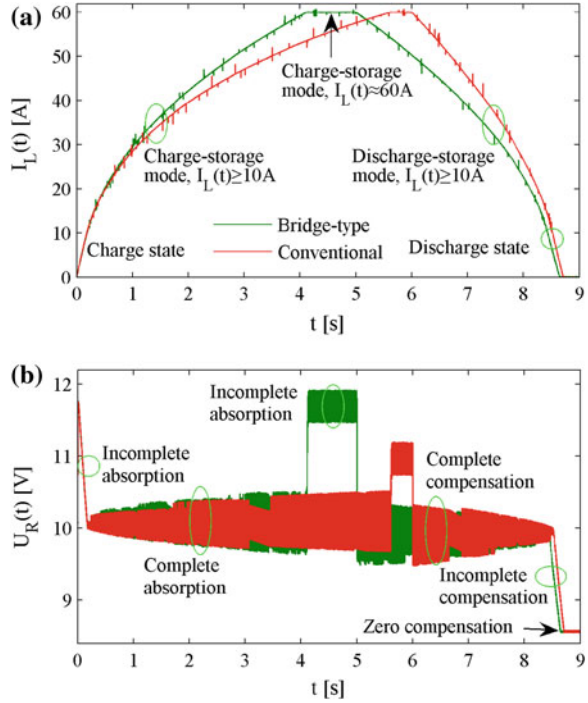 (a)
60
50
40
30
20
10
0
I_L(t) [A]
Charge-storage
mode, I_L(t)≈60A
Charge-storage
mode, I_L(t)≥10A
Discharge-storage
mode, I_L(t)≥10A
Bridge-type
Conventional
Charge state
Discharge state
0 1 2 3 4 5 6 7 8 9
t [s]
(b)
12
11
10
9
U_R(t) [V]
Incomplete
absorption
Incomplete
absorption
Complete
compensation
Complete
absorption
Incomplete
compensation
Zero compensation
0 1 2 3 4 5 6 7 8 9
t [s]